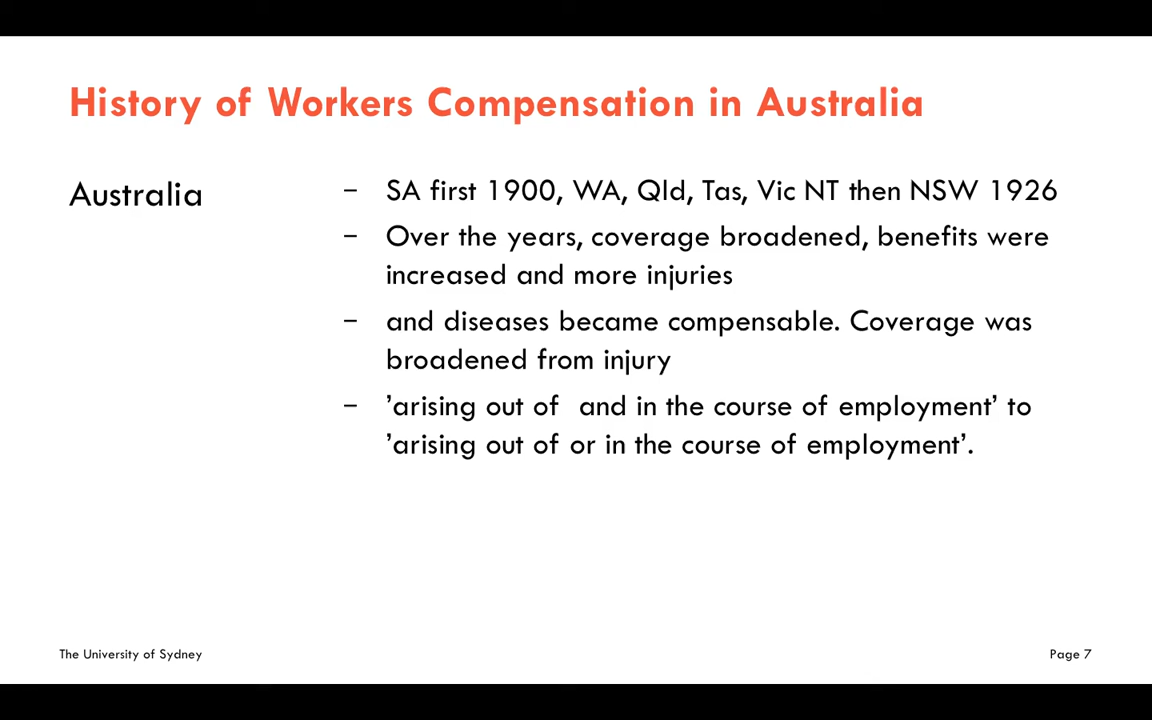 History of Workers Compensation in Australia
Australia
– SA first 1900, WA, Qld, Tas, Vic NT then NSW 1926
– Over the years, coverage broadened, benefits were
increased and more injuries
– and diseases became compensable. Coverage was
broadened from injury
– ’arising out of  and in the course of employment’ to
’arising out of or in the course of employment’.
The University of Sydney
Page 7